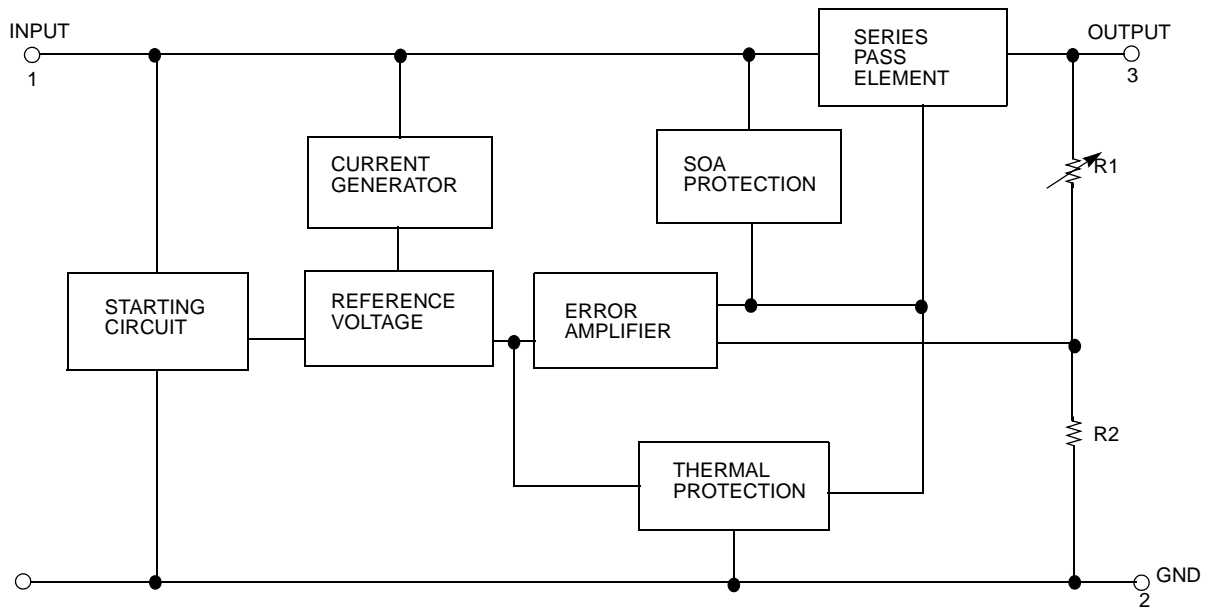 INPUT
1
SERIES
PASS
ELEMENT
OUTPUT
3
CURRENT
GENERATOR
SOA
PROTECTION
R1
STARTING
CIRCUIT
REFERENCE
VOLTAGE
ERROR
AMPLIFIER
R2
THERMAL
PROTECTION
GND
2